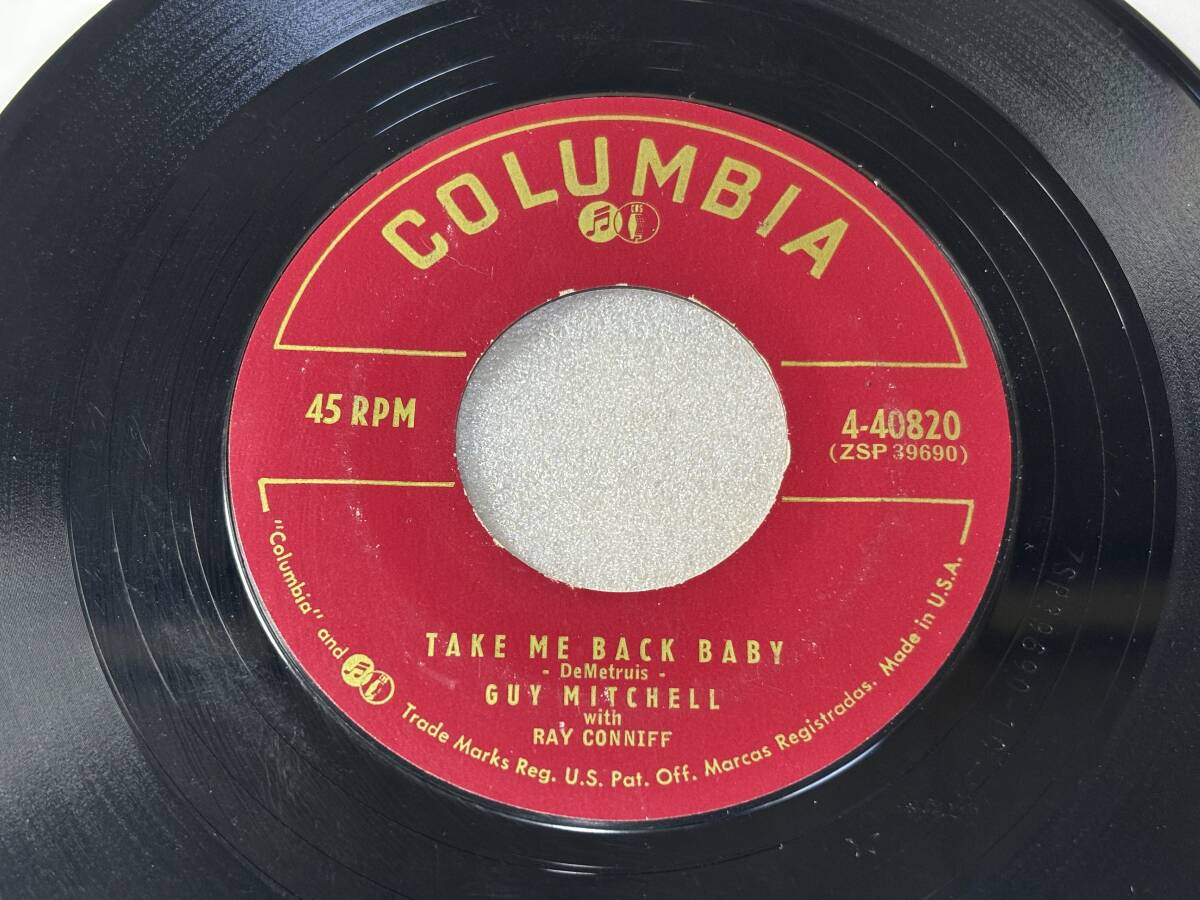 COLUMBIA
CBS
45 RPM
4-40820
(ZSP 39690)
TAKE ME BACK BABY
- DeMetruis -
GUY MITCHELL
with
RAY CONNIFF
"Columbia" and Trade Marks Reg. U.S. Pat. Off. Marcas Registradas. Made in U.S.A.